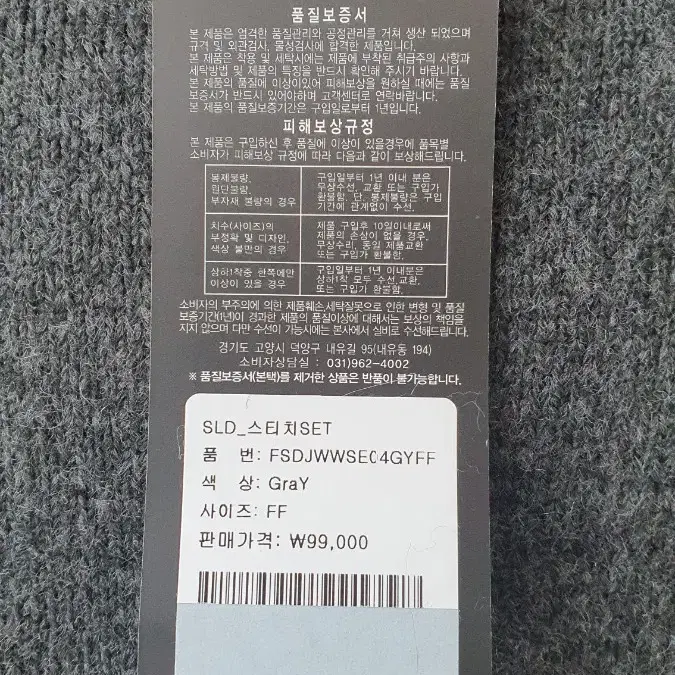 품질보증서
본 제품은 엄격한 품질관리와 공정관리를 거쳐 생산 되었으며
규격 및 외관검사, 물성검사에 합격한 제품입니다.
본 제품은 착용 및 세탁시에는 제품에 부착된 취급주의 사항과
세탁방법 및 제품의 특징을 반드시 확인해 주시기 바랍니다.
본 제품의 품질에 이상이있어 피해보상을 원하실 때에는 품질
보증서가 반드시 있어야하며 고객센터로 연락바랍니다.
본 제품의 품질보증기간은 구입일로부터 1년입니다.
피해보상규정
본 제품은 구입하신 후 품질에 이상이 있을경우에 품목별
소비자가 피해보상 규정에 따라 다음과 같이 보상해드립니다.
봉제불량,
원단불량,
부자재 불량의 경우
구입일부터 1년 이내 분은
무상수선, 교환 또는 구입가
환불함. 단, 봉제불량은 구입
기간에 관계없이 수선.
치수(사이즈)의
부정확 및 디자인,
색상 불만의 경우
제품 구입후 10일이내로써
제품의 손상이 없을 경우.
무상수리, 동일 제품교환
또는 구입가 환불함.
상하1착중 한쪽에만
이상이 있을 경우
구입일부터 1년 이내분은
상하1착 모두 수선,교환,
또는 구입가 환불함.
소비자의 부주의에 의한 제품훼손,세탁잘못으로 인한 변형 및 품질
보증기간(1년)이 경과한 제품의 품질이상에 대해서는 보상의 책임을
지지 않으며 다만 수선이 가능시에는 본사에서 실비로 수선해드립니다.
경기도 고양시 덕양구 내유길 95(내유동 194)
소비자상담실 : 031)962-4002
※ 품질보증서(본택)를 제거한 상품은 반품이 불가능합니다.
SLD_스티치SET
품 번: FSDJWWSE04GYFF
색 상: GraY
사이즈: FF
판매가격: ₩99,000